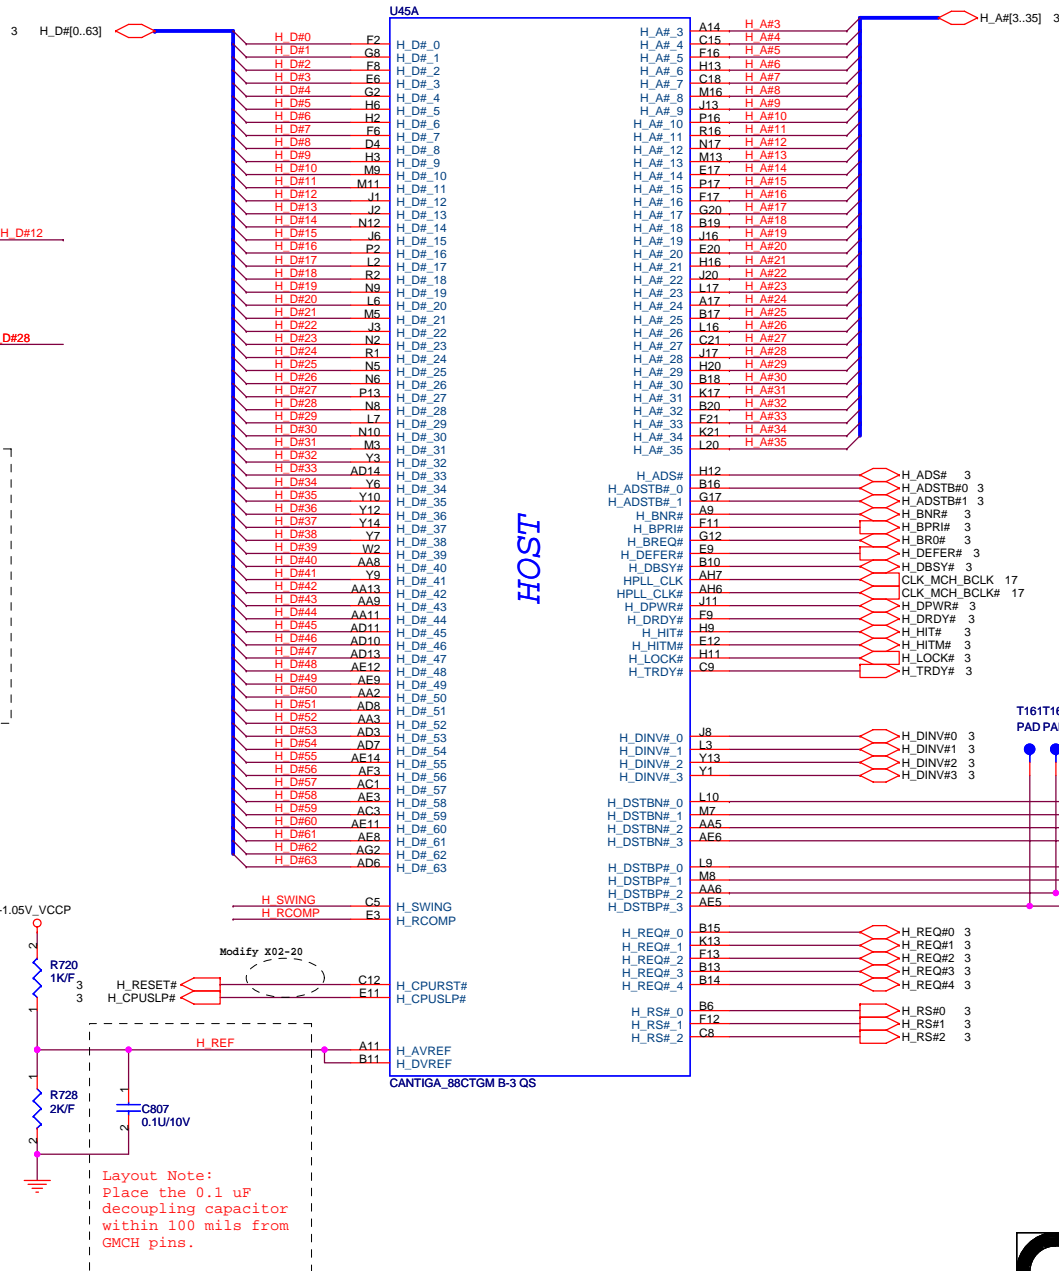 U45A
3 H_D#[0..63]
H_A#[3..35] 3
H_D#0 F2 H_D#_0
H_D#1 G8 H_D#_1
H_D#2 F8 H_D#_2
H_D#3 E6 H_D#_3
H_D#4 G2 H_D#_4
H_D#5 H6 H_D#_5
H_D#6 H2 H_D#_6
H_D#7 F6 H_D#_7
H_D#8 D4 H_D#_8
H_D#9 H3 H_D#_9
H_D#10 M9 H_D#_10
H_D#11 M11 H_D#_11
H_D#12 J1 H_D#_12
H_D#13 J2 H_D#_13
H_D#14 N12 H_D#_14
H_D#15 J6 H_D#_15
H_D#16 P2 H_D#_16
H_D#17 L2 H_D#_17
H_D#18 R2 H_D#_18
H_D#19 N9 H_D#_19
H_D#20 L6 H_D#_20
H_D#21 M5 H_D#_21
H_D#22 J3 H_D#_22
H_D#23 N2 H_D#_23
H_D#24 R1 H_D#_24
H_D#25 N5 H_D#_25
H_D#26 N6 H_D#_26
H_D#27 P13 H_D#_27
H_D#28 N8 H_D#_28
H_D#29 L7 H_D#_29
H_D#30 N10 H_D#_30
H_D#31 M3 H_D#_31
H_D#32 Y3 H_D#_32
H_D#33 AD14 H_D#_33
H_D#34 Y6 H_D#_34
H_D#35 Y10 H_D#_35
H_D#36 Y12 H_D#_36
H_D#37 Y14 H_D#_37
H_D#38 Y7 H_D#_38
H_D#39 W2 H_D#_39
H_D#40 AA8 H_D#_40
H_D#41 Y9 H_D#_41
H_D#42 AA13 H_D#_42
H_D#43 AA9 H_D#_43
H_D#44 AA11 H_D#_44
H_D#45 AD11 H_D#_45
H_D#46 AD10 H_D#_46
H_D#47 AD13 H_D#_47
H_D#48 AE12 H_D#_48
H_D#49 AE9 H_D#_49
H_D#50 AA2 H_D#_50
H_D#51 AD8 H_D#_51
H_D#52 AA3 H_D#_52
H_D#53 AD3 H_D#_53
H_D#54 AD7 H_D#_54
H_D#55 AE14 H_D#_55
H_D#56 AF3 H_D#_56
H_D#57 AC1 H_D#_57
H_D#58 AE3 H_D#_58
H_D#59 AC3 H_D#_59
H_D#60 AE11 H_D#_60
H_D#61 AE8 H_D#_61
H_D#62 AG2 H_D#_62
H_D#63 AD6 H_D#_63
H_SWING C5 H_SWING
H_RCOMP E3 H_RCOMP
Modify X02-20
3 H_RESET# C12 H_CPURST#
3 H_CPUSLP# E11 H_CPUSLP#
H_REF A11 H_AVREF
B11 H_DVREF
H_D#12
D#28
HOST
H_A#_3 A14 H_A#3
H_A#_4 C15 H_A#4
H_A#_5 F16 H_A#5
H_A#_6 H13 H_A#6
H_A#_7 C18 H_A#7
H_A#_8 M16 H_A#8
H_A#_9 J13 H_A#9
H_A#_10 P16 H_A#10
H_A#_11 R16 H_A#11
H_A#_12 N17 H_A#12
H_A#_13 M13 H_A#13
H_A#_14 E17 H_A#14
H_A#_15 P17 H_A#15
H_A#_16 F17 H_A#16
H_A#_17 G20 H_A#17
H_A#_18 B19 H_A#18
H_A#_19 J16 H_A#19
H_A#_20 E20 H_A#20
H_A#_21 H16 H_A#21
H_A#_22 J20 H_A#22
H_A#_23 L17 H_A#23
H_A#_24 A17 H_A#24
H_A#_25 B17 H_A#25
H_A#_26 L16 H_A#26
H_A#_27 C21 H_A#27
H_A#_28 J17 H_A#28
H_A#_29 H20 H_A#29
H_A#_30 B18 H_A#30
H_A#_31 K17 H_A#31
H_A#_32 B20 H_A#32
H_A#_33 F21 H_A#33
H_A#_34 K21 H_A#34
H_A#_35 L20 H_A#35
H_ADS# H12 H_ADS# 3
H_ADSTB#_0 B16 H_ADSTB#0 3
H_ADSTB#_1 G17 H_ADSTB#1 3
H_BNR# A9 H_BNR# 3
H_BPRI# F11 H_BPRI# 3
H_BREQ# G12 H_BR0# 3
H_DEFER# E9 H_DEFER# 3
H_DBSY# B10 H_DBSY# 3
HPLL_CLK AH7 CLK_MCH_BCLK 17
HPLL_CLK# AH6 CLK_MCH_BCLK# 17
H_DPWR# J11 H_DPWR# 3
H_DRDY# F9 H_DRDY# 3
H_HIT# H9 H_HIT# 3
H_HITM# E12 H_HITM# 3
H_LOCK# H11 H_LOCK# 3
H_TRDY# C9 H_TRDY# 3
H_DINV#_0 J8 H_DINV#0 3
H_DINV#_1 L3 H_DINV#1 3
H_DINV#_2 Y13 H_DINV#2 3
H_DINV#_3 Y1 H_DINV#3 3
H_DSTBN#_0 L10
H_DSTBN#_1 M7
H_DSTBN#_2 AA5
H_DSTBN#_3 AE6
H_DSTBP#_0 L9
H_DSTBP#_1 M8
H_DSTBP#_2 AA6
H_DSTBP#_3 AE5
H_REQ#_0 B15 H_REQ#0 3
H_REQ#_1 K13 H_REQ#1 3
H_REQ#_2 F13 H_REQ#2 3
H_REQ#_3 B13 H_REQ#3 3
H_REQ#_4 B14 H_REQ#4 3
H_RS#_0 B6 H_RS#0 3
H_RS#_1 F12 H_RS#1 3
H_RS#_2 C8 H_RS#2 3
T161
PAD
CANTIGA_88CTGM B-3 QS
-1.05V_VCCP
2
R720
1K/F
1
1
R728
2K/F
2
1
C807
0.1U/10V
2
Layout Note:
Place the 0.1 uF
decoupling capacitor
within 100 mils from
GMCH pins.